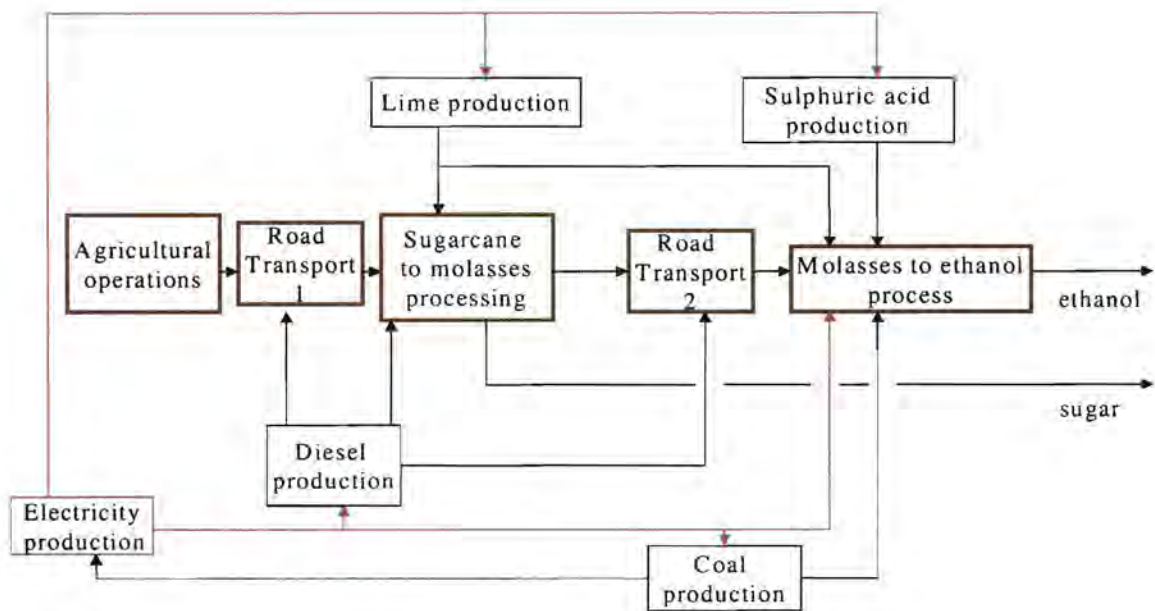 Lime production
Sulphuric acid
production
Agricultural
operations
Road
Transport
1
Sugarcane
to molasses
processing
Road
Transport
2
Molasses to ethanol
process
ethanol
sugar
Diesel
production
Electricity
production
Coal
production